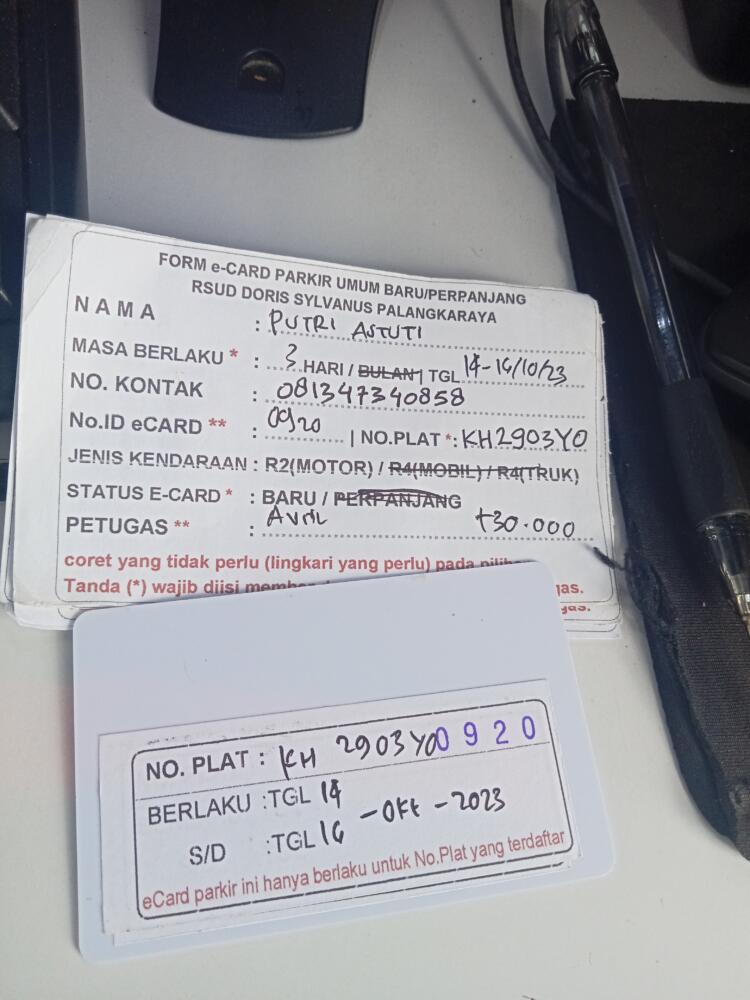 FORM e-CARD PARKIR UMUM BARU/PERPANJANG
RSUD DORIS SYLVANUS PALANGKARAYA
NAMA : PUTRI ASTUTI
MASA BERLAKU * : 3 HARI / BULAN | TGL 14-16/10/23
NO. KONTAK : 081347340858
No.ID eCARD ** : 0920 | NO.PLAT *: KH2903YO
JENIS KENDARAAN : R2(MOTOR) / R4(MOBIL) / R4(TRUK)
STATUS E-CARD * : BARU / PERPANJANG
PETUGAS ** : AVRIL +30.000
coret yang tidak perlu (lingkari yang perlu) pada
Tanda (*) wajib diisi
NO. PLAT : KH 2903 YO 0920
BERLAKU :TGL 14
S/D :TGL 16 - OKt - 2023
eCard parkir ini hanya berlaku untuk No.Plat yang terdaftar